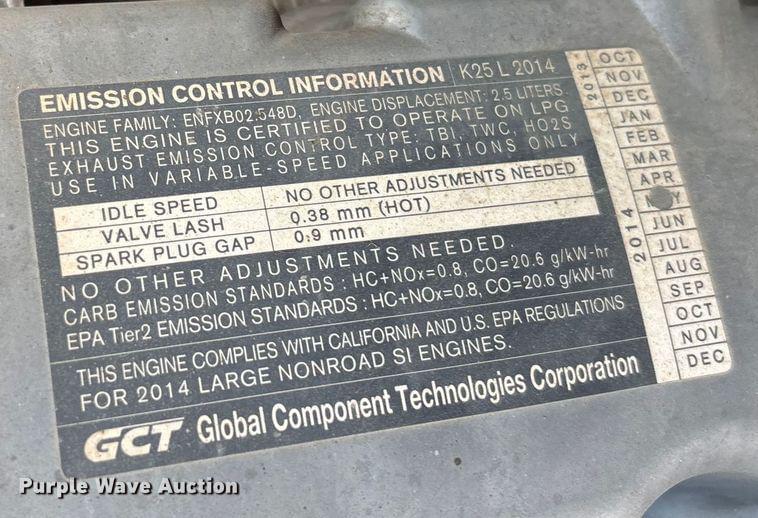 EMISSION CONTROL INFORMATION K25 L 2014
ENGINE FAMILY: ENFXB02.548D, ENGINE DISPLACEMENT: 2.5 LITERS
THIS ENGINE IS CERTIFIED TO OPERATE ON LPG
EXHAUST EMISSION CONTROL TYPE: TBI, TWC, HO2S
USE IN VARIABLE-SPEED APPLICATIONS ONLY
IDLE SPEED NO OTHER ADJUSTMENTS NEEDED
VALVE LASH 0.38 mm (HOT)
SPARK PLUG GAP 0.9 mm
NO OTHER ADJUSTMENTS NEEDED.
CARB EMISSION STANDARDS : HC+NOx=0.8, CO=20.6 g/kW-hr
EPA Tier2 EMISSION STANDARDS : HC+NOx=0.8, CO=20.6 g/kW-hr
THIS ENGINE COMPLIES WITH CALIFORNIA AND U.S. EPA REGULATIONS
FOR 2014 LARGE NONROAD SI ENGINES.
GCT Global Component Technologies Corporation
2013
OCT
NOV
DEC
2014
JAN
FEB
MAR
APR
MAY
JUN
JUL
AUG
SEP
OCT
NOV
DEC
Purple Wave Auction